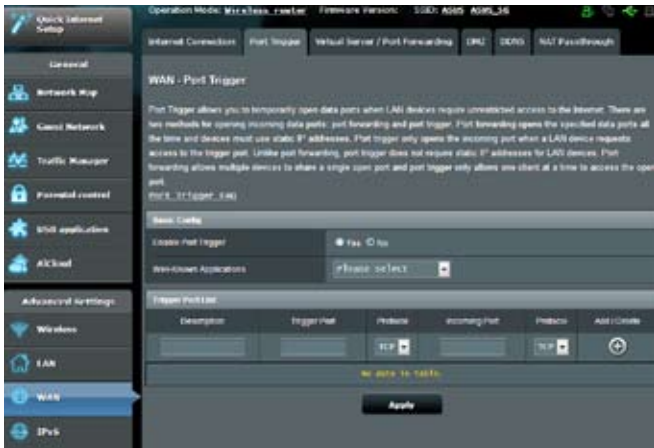 Quick Internet
Setup
Operation Mode: Wireless router Firmware Version: SSID: ASUS ASUS_5G
Internet Connection Port Trigger Virtual Server / Port Forwarding DMZ DDNS NAT Passthrough
General
Network Map
Guest Network
Traffic Manager
Parental control
USB application
AiCloud
Advanced Settings
Wireless
LAN
WAN
IPv6
WAN - Port Trigger
Port Trigger allows you to temporarily open data ports when LAN devices require unrestricted access to the Internet. There are
two methods for opening incoming data ports: port forwarding and port trigger. Port forwarding opens the specified data ports all
the time and devices must use static IP addresses. Port trigger only opens the incoming port when a LAN device requests
access to the trigger port. Unlike port forwarding, port trigger does not require static IP addresses for LAN devices. Port
forwarding allows multiple devices to share a single open port and port trigger only allows one client at a time to access the open
port.
Port Trigger FAQ
Basic Config
Enable Port Trigger Yes No
Well-Known Applications Please select
Trigger Port List
Description Trigger Port Protocol Incoming Port Protocol Add / Delete
TCP TCP
No data in table.
Apply